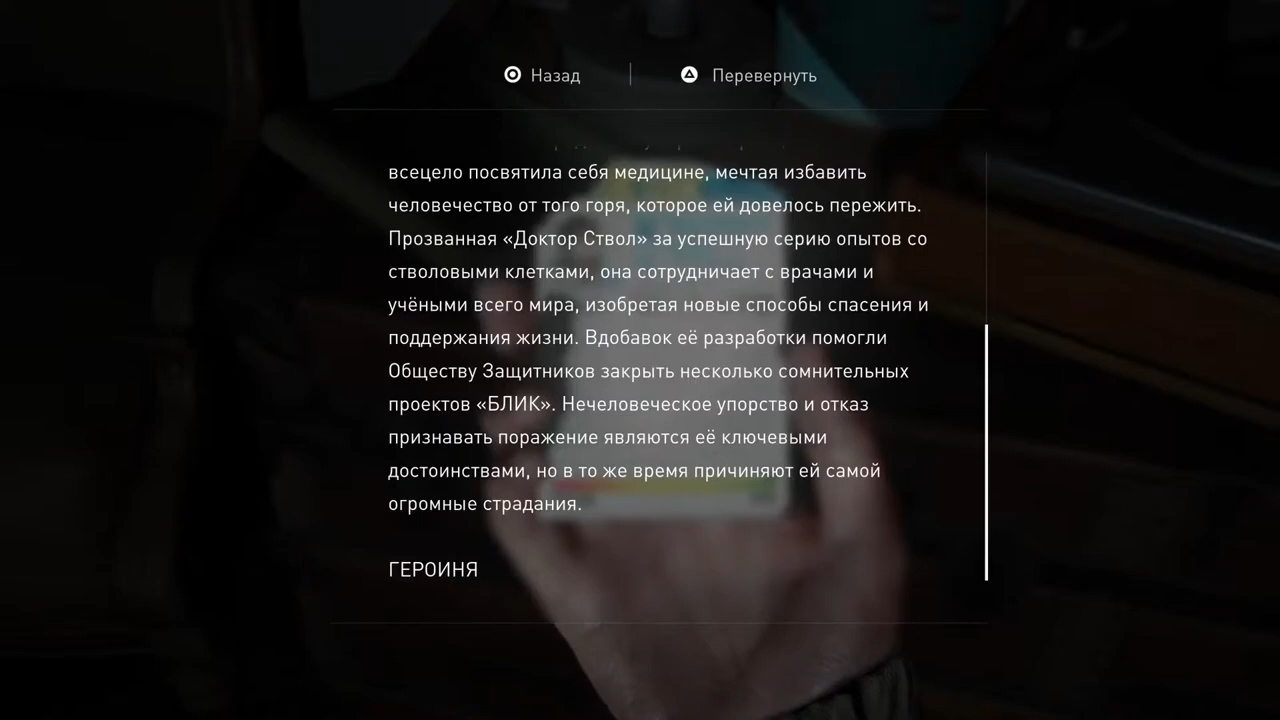 Назад
Перевернуть
всецело посвятила себя медицине, мечтая избавить
человечество от того горя, которое ей довелось пережить.
Прозванная «Доктор Ствол» за успешную серию опытов со
стволовыми клетками, она сотрудничает с врачами и
учёными всего мира, изобретая новые способы спасения и
поддержания жизни. Вдобавок её разработки помогли
Обществу Защитников закрыть несколько сомнительных
проектов «БЛИК». Нечеловеческое упорство и отказ
признавать поражение являются её ключевыми
достоинствами, но в то же время причиняют ей самой
огромные страдания.
ГЕРОИНЯ